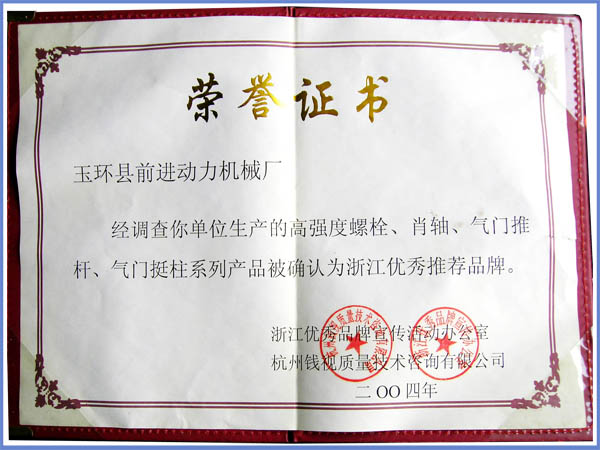 荣誉证书
玉环县前进动力机械厂
经调查你单位生产的高强度螺栓、肖轴、气门推
杆、气门挺柱系列产品被确认为浙江优秀推荐品牌。
浙江优秀品牌宣传活动办公室
杭州钱视质量技术咨询有限公司
二OO四年